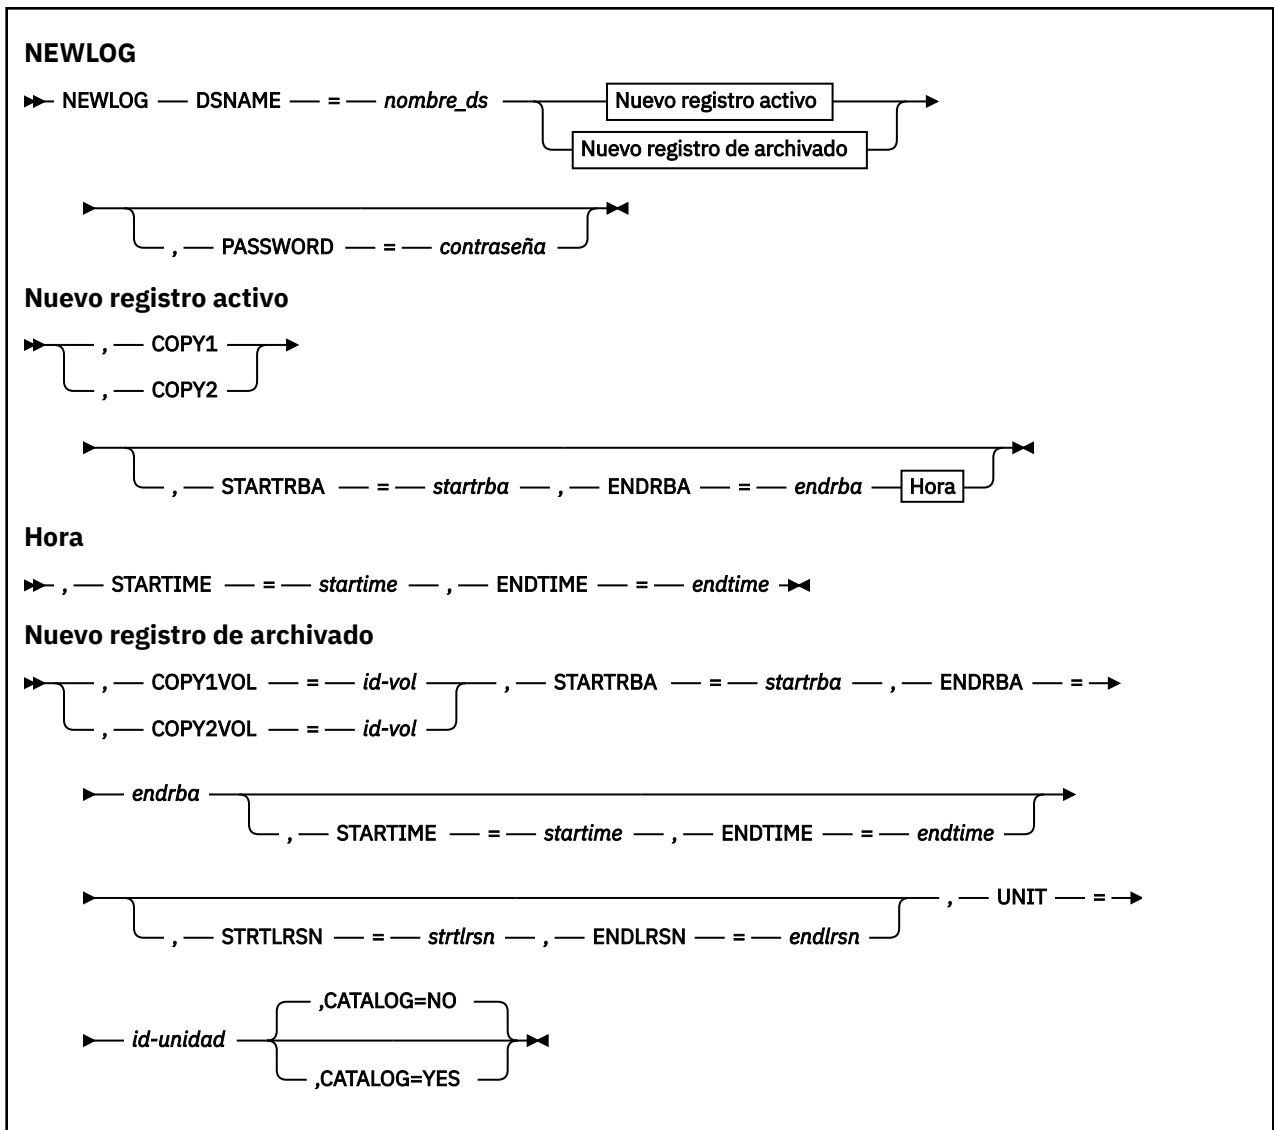 NEWLOG
NEWLOG DSNAME = nombre_ds Nuevo registro activo
Nuevo registro de archivado
, PASSWORD = contraseña
Nuevo registro activo
, COPY1
, COPY2
, STARTRBA = startrba , ENDRBA = endrba Hora
Hora
, STARTIME = startime , ENDTIME = endtime
Nuevo registro de archivado
, COPY1VOL = id-vol , STARTRBA = startrba , ENDRBA =
, COPY2VOL = id-vol
endrba
, STARTIME = startime , ENDTIME = endtime
, UNIT =
, STRTLRSN = strtlrsn , ENDLRSN = endlrsn
,CATALOG=NO
id-unidad
,CATALOG=YES